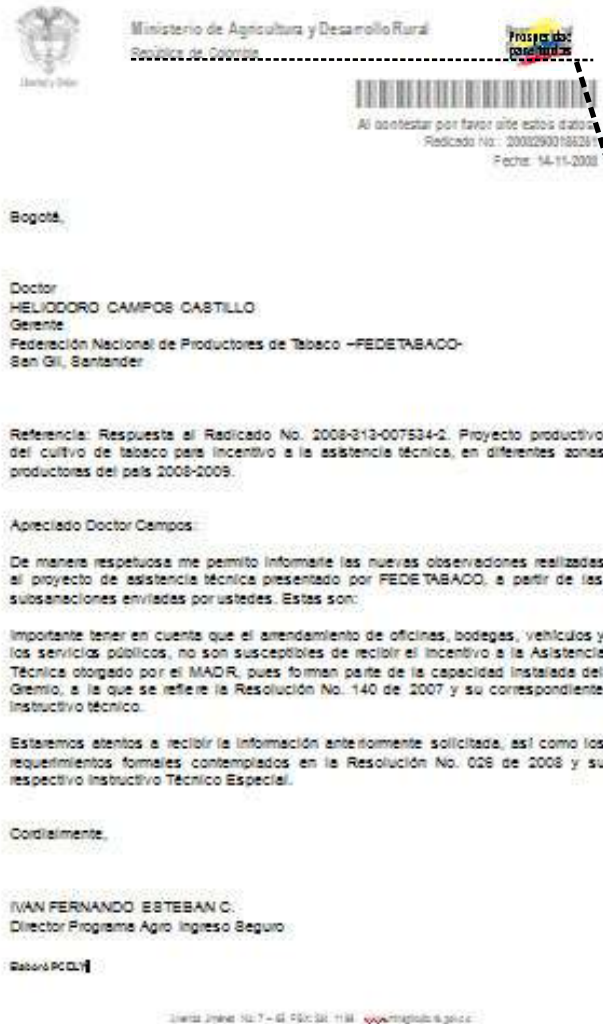 Ministerio de Agricultura y Desarrollo Rural
República de Colombia
Libertad y Orden
Prosperidad
para todos
Al contestar por favor cite estos datos:
Radicado No.: 20082900186281
Fecha: 14-11-2008
Bogotá,
Doctor
HELIODORO CAMPOS CASTILLO
Gerente
Federación Nacional de Productores de Tabaco –FEDETABACO-
San Gil, Santander
Referencia: Respuesta al Radicado No. 2008-313-007534-2. Proyecto productivo
del cultivo de tabaco para incentivo a la asistencia técnica, en diferentes zonas
productoras del país 2008-2009.
Apreciado Doctor Campos:
De manera respetuosa me permito informarle las nuevas observaciones realizadas
al proyecto de asistencia técnica presentado por FEDETABACO, a partir de las
subsanaciones enviadas por ustedes. Estas son:
Importante tener en cuenta que el arrendamiento de oficinas, bodegas, vehículos y
los servicios públicos, no son susceptibles de recibir el Incentivo a la Asistencia
Técnica otorgado por el MADR, pues forman parte de la capacidad instalada del
Gremio, a la que se refiere la Resolución No. 140 de 2007 y su correspondiente
instructivo técnico.
Estaremos atentos a recibir la información anteriormente solicitada, así como los
requerimientos formales contemplados en la Resolución No. 026 de 2008 y su
respectivo Instructivo Técnico Especial.
Cordialmente,
IVAN FERNANDO ESTEBAN C.
Director Programa Agro Ingreso Seguro
Elaboró PCELY